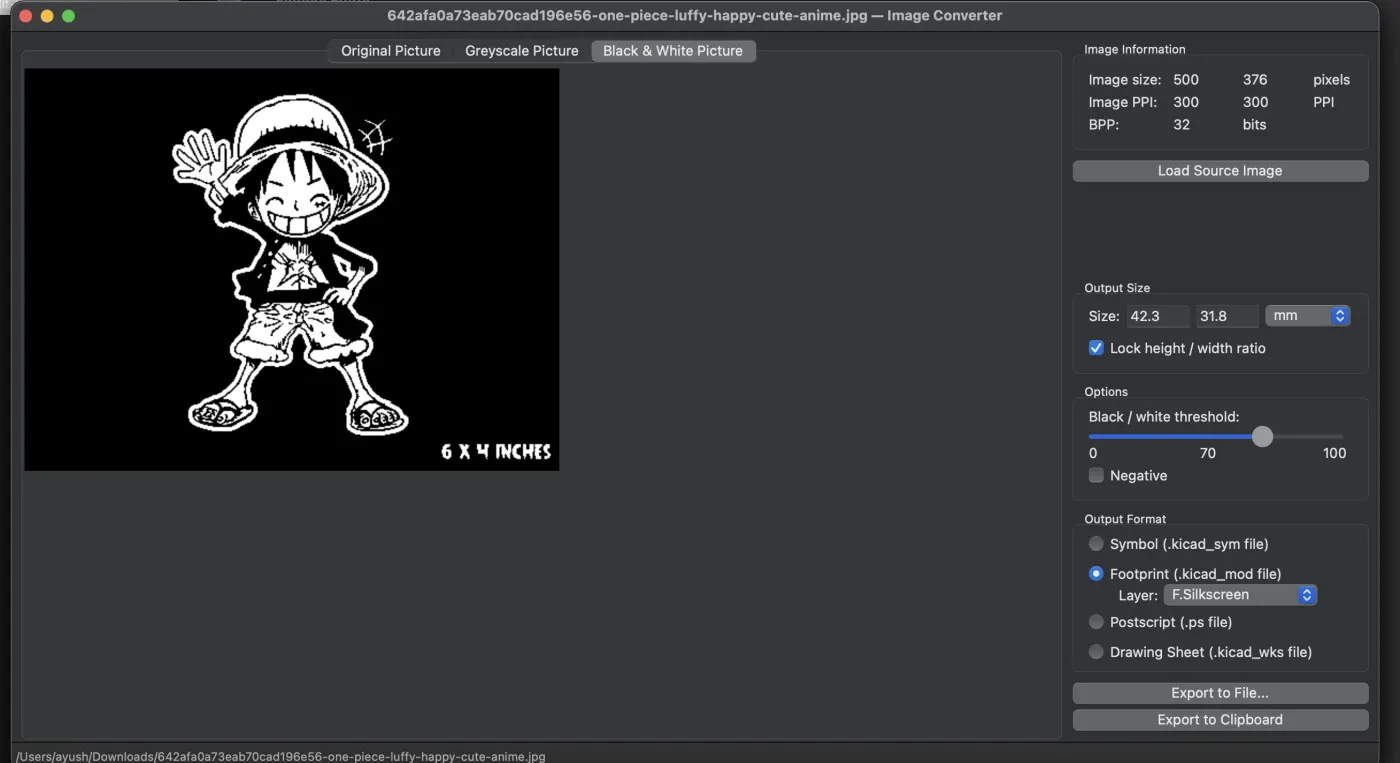 642afa0a73eab70cad196e56-one-piece-luffy-happy-cute-anime.jpg — Image Converter
Original Picture Greyscale Picture Black & White Picture
6 X 4 INCHES
Image Information
Image size: 500 376 pixels
Image PPI: 300 300 PPI
BPP: 32 bits
Load Source Image
Output Size
Size: 42.3 31.8 mm
Lock height / width ratio
Options
Black / white threshold:
0 70 100
Negative
Output Format
Symbol (.kicad_sym file)
Footprint (.kicad_mod file)
Layer: F.Silkscreen
Postscript (.ps file)
Drawing Sheet (.kicad_wks file)
Export to File...
Export to Clipboard
/Users/ayush/Downloads/642afa0a73eab70cad196e56-one-piece-luffy-happy-cute-anime.jpg